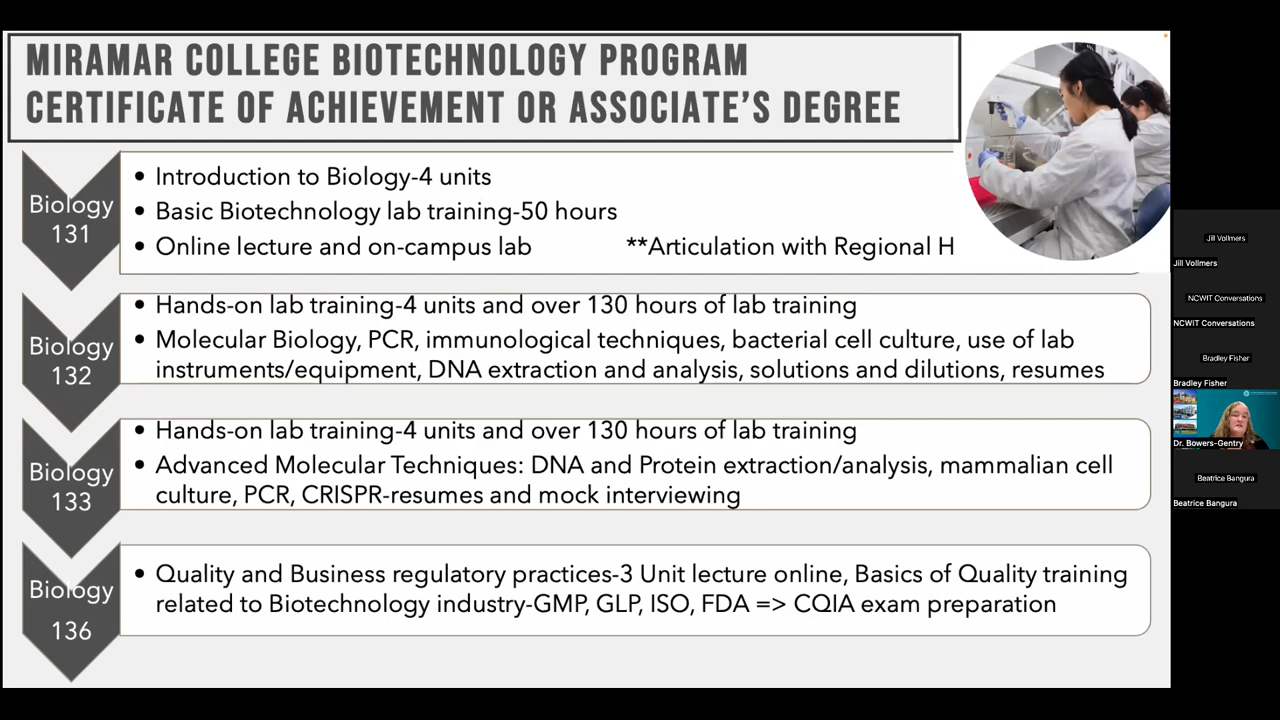 MIRAMAR COLLEGE BIOTECHNOLOGY PROGRAM
CERTIFICATE OF ACHIEVEMENT OR ASSOCIATE'S DEGREE
Biology
131
• Introduction to Biology-4 units
• Basic Biotechnology lab training-50 hours
• Online lecture and on-campus lab **Articulation with Regional H
Biology
132
• Hands-on lab training-4 units and over 130 hours of lab training
• Molecular Biology, PCR, immunological techniques, bacterial cell culture, use of lab
instruments/equipment, DNA extraction and analysis, solutions and dilutions, resumes
Biology
133
• Hands-on lab training-4 units and over 130 hours of lab training
• Advanced Molecular Techniques: DNA and Protein extraction/analysis, mammalian cell
culture, PCR, CRISPR-resumes and mock interviewing
Biology
136
• Quality and Business regulatory practices-3 Unit lecture online, Basics of Quality training
related to Biotechnology industry-GMP, GLP, ISO, FDA => CQIA exam preparation
Jill Vollmers
Jill Vollmers
NCWIT Conversations
NCWIT Conversations
Bradley Fisher
Bradley Fisher
Dr. Bowers-Gentry
Beatrice Bangura
Beatrice Bangura